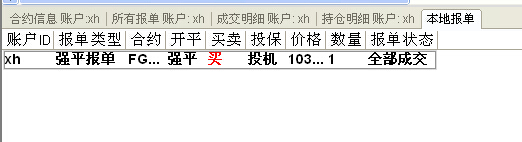 合约信息 账户:xh 所有报单 账户: xh 成交明细 账户: xh 持仓明细 账户: xh 本地报单
账户ID 报单类型 合约 开平 买卖 投保 价格 数量 报单状态
xh 强平报单 FG... 强平 买 投机 103... 1 全部成交